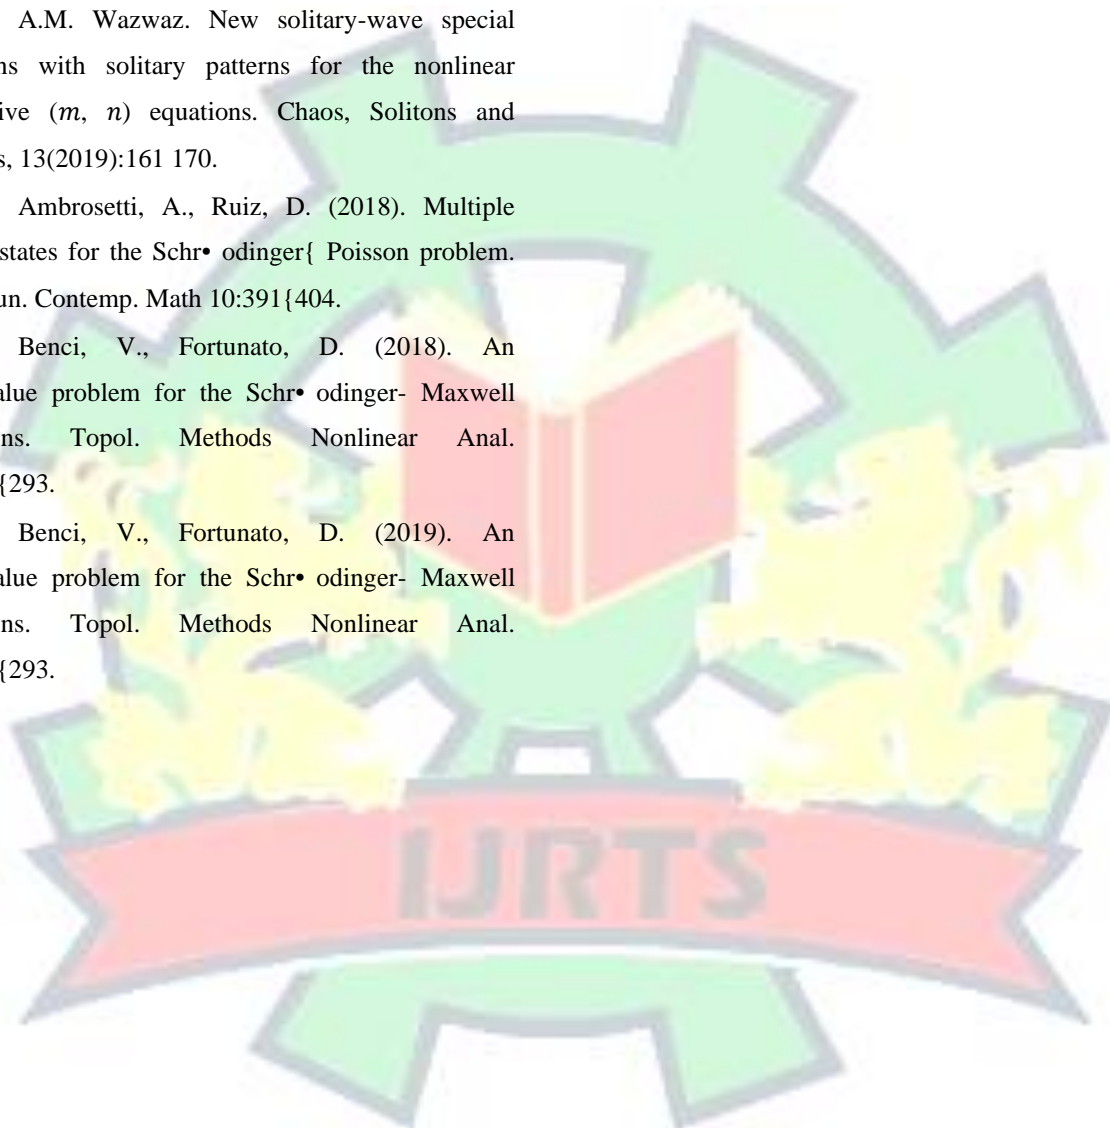 A.M. Wazwaz. New solitary-wave special
ns with solitary patterns for the nonlinear
ive (m, n) equations. Chaos, Solitons and
s, 13(2019):161 170.
Ambrosetti, A., Ruiz, D. (2018). Multiple
states for the Schr• odinger{ Poisson problem.
un. Contemp. Math 10:391{404.
Benci, V., Fortunato, D. (2018). An
alue problem for the Schr• odinger- Maxwell
ns. Topol. Methods Nonlinear Anal.
{293.
Benci, V., Fortunato, D. (2019). An
alue problem for the Schr• odinger- Maxwell
ns. Topol. Methods Nonlinear Anal.
{293.
IJRTS